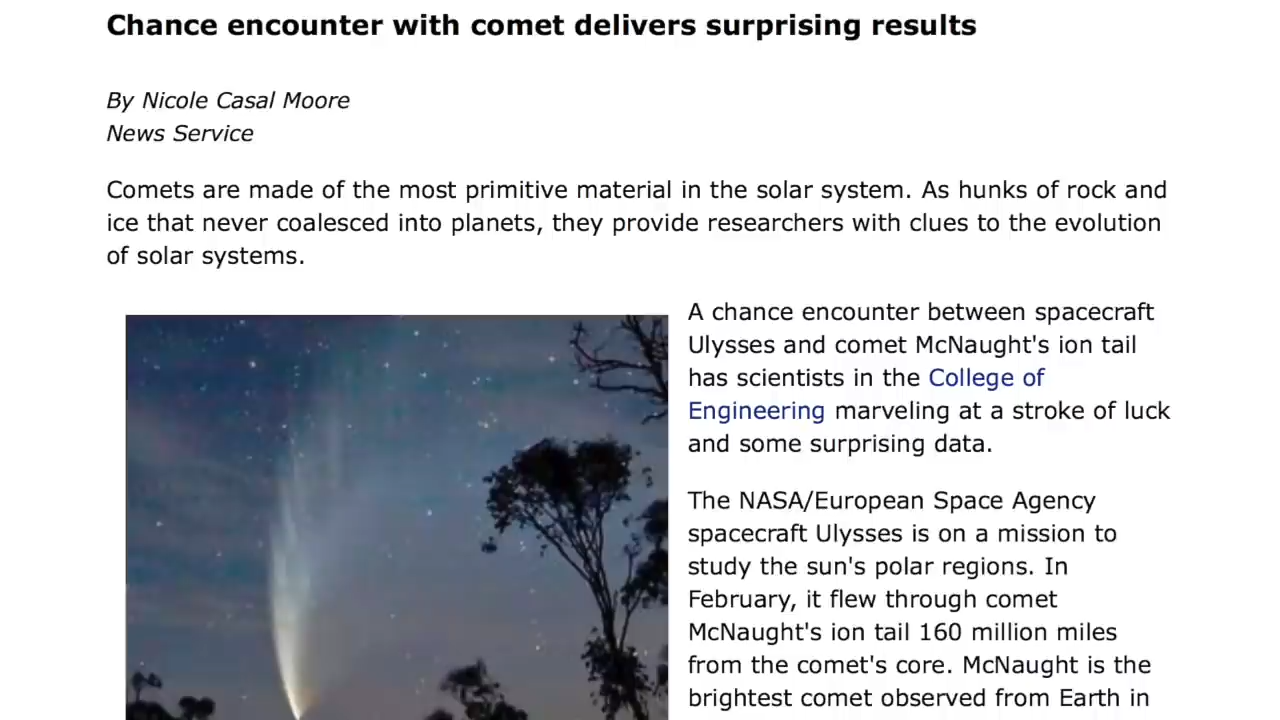 Chance encounter with comet delivers surprising results
By Nicole Casal Moore
News Service
Comets are made of the most primitive material in the solar system. As hunks of rock and
ice that never coalesced into planets, they provide researchers with clues to the evolution
of solar systems.
A chance encounter between spacecraft
Ulysses and comet McNaught's ion tail
has scientists in the College of
Engineering marveling at a stroke of luck
and some surprising data.
The NASA/European Space Agency
spacecraft Ulysses is on a mission to
study the sun's polar regions. In
February, it flew through comet
McNaught's ion tail 160 million miles
from the comet's core. McNaught is the
brightest comet observed from Earth in